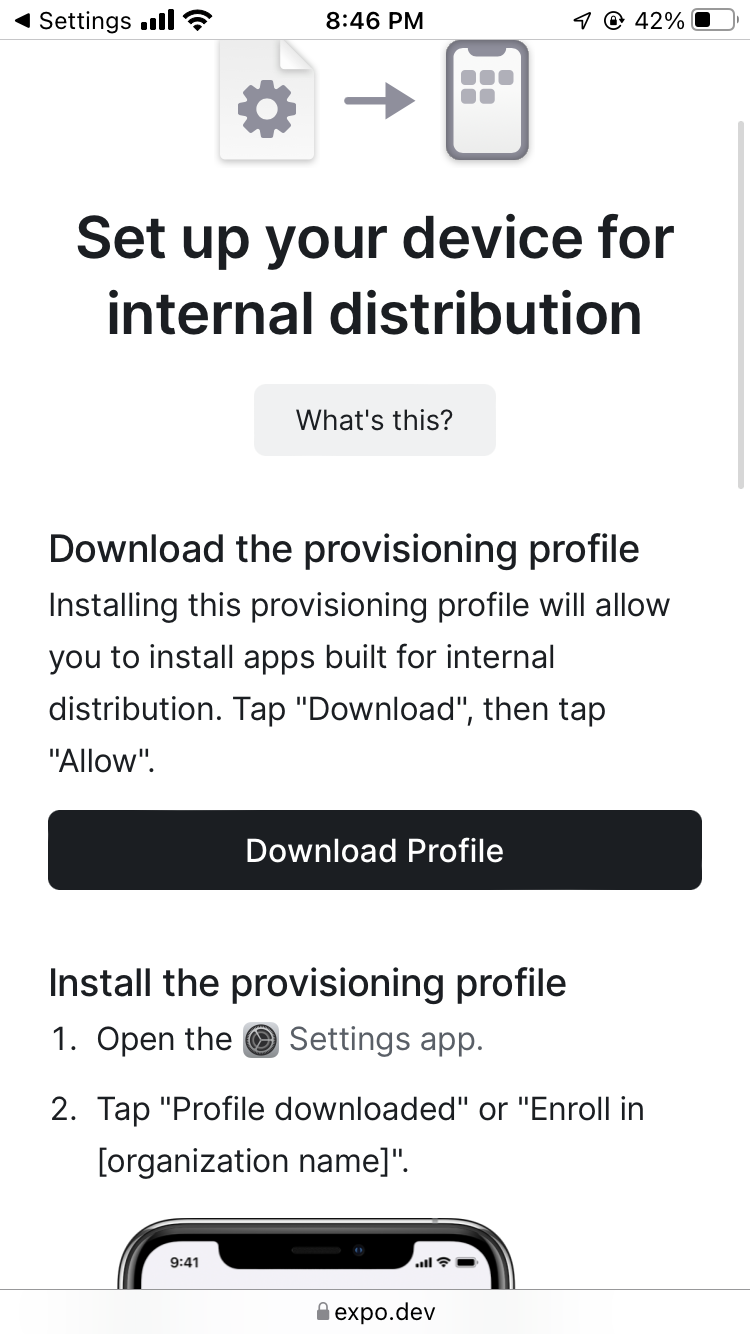 Settings 8:46 PM 42%
Set up your device for
internal distribution
What's this?
Download the provisioning profile
Installing this provisioning profile will allow
you to install apps built for internal
distribution. Tap "Download", then tap
"Allow".
Download Profile
Install the provisioning profile
1. Open the Settings app.
2. Tap "Profile downloaded" or "Enroll in
[organization name]".
9:41
expo.dev